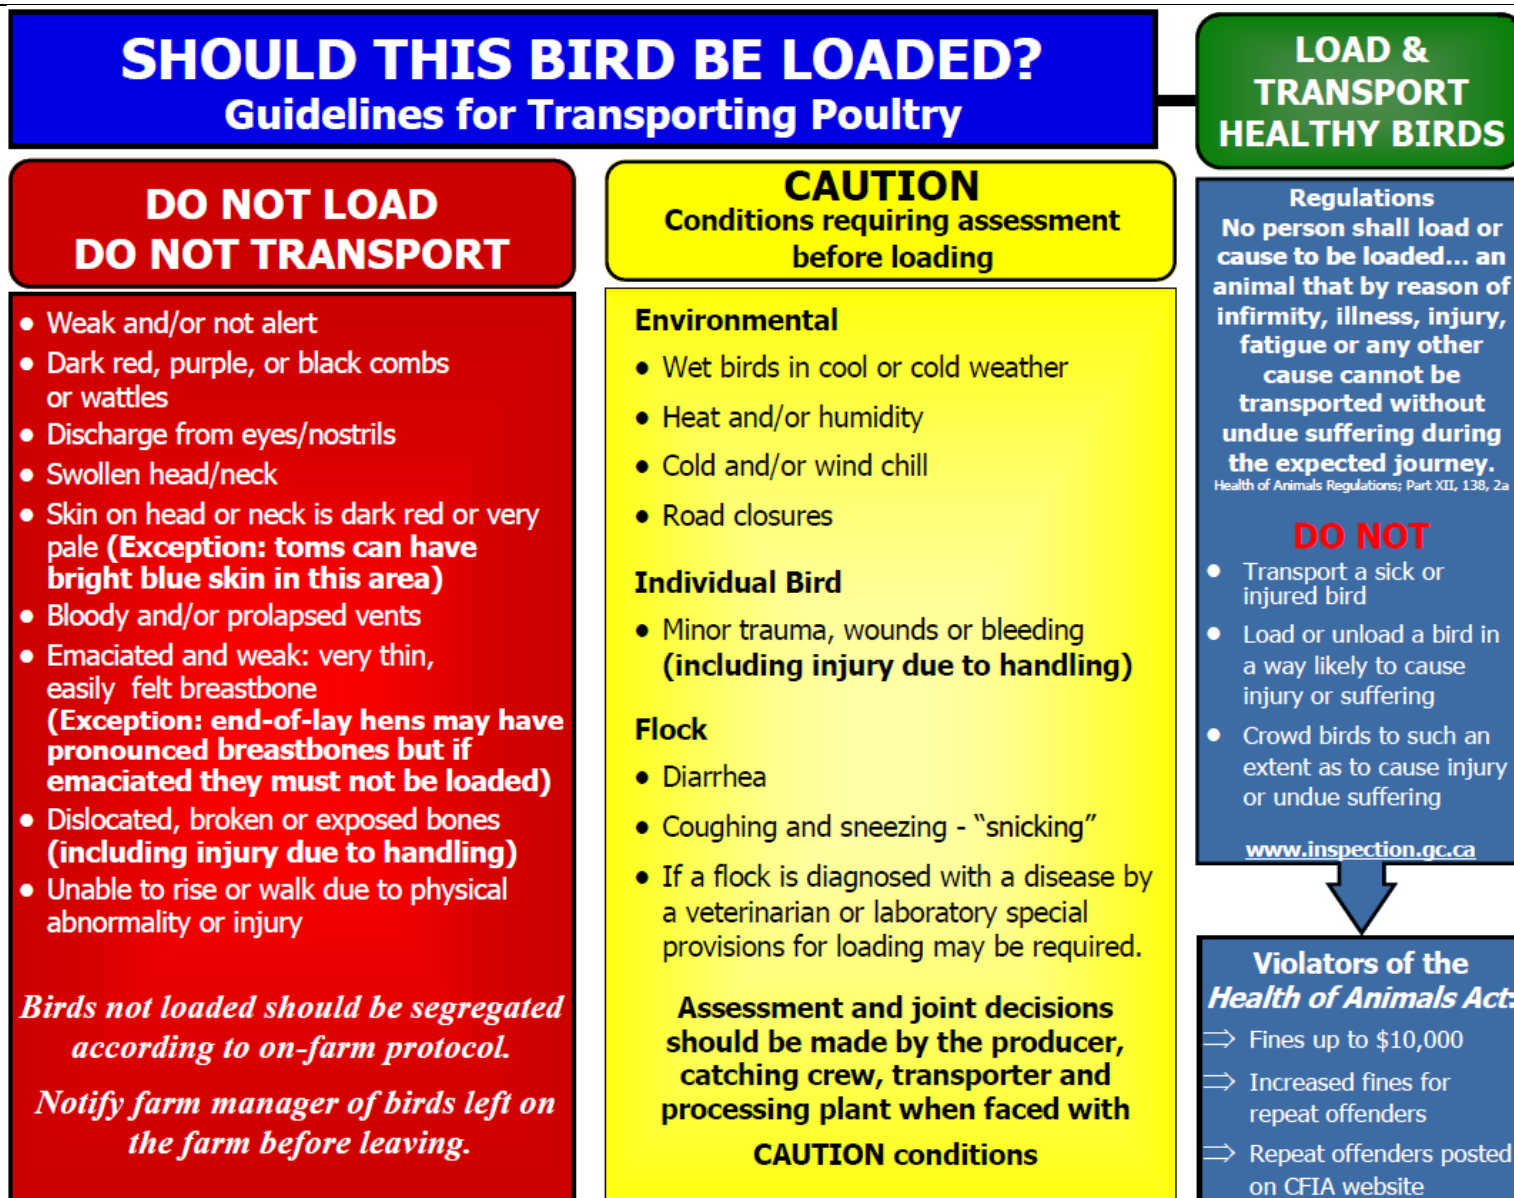 SHOULD THIS BIRD BE LOADED?
Guidelines for Transporting Poultry
LOAD &
TRANSPORT
HEALTHY BIRDS
DO NOT LOAD
DO NOT TRANSPORT
• Weak and/or not alert
• Dark red, purple, or black combs
or wattles
• Discharge from eyes/nostrils
• Swollen head/neck
• Skin on head or neck is dark red or very
pale (Exception: toms can have
bright blue skin in this area)
• Bloody and/or prolapsed vents
• Emaciated and weak: very thin,
easily felt breastbone
(Exception: end-of-lay hens may have
pronounced breastbones but if
emaciated they must not be loaded)
• Dislocated, broken or exposed bones
(including injury due to handling)
• Unable to rise or walk due to physical
abnormality or injury
Birds not loaded should be segregated
according to on-farm protocol.
Notify farm manager of birds left on
the farm before leaving.
CAUTION
Conditions requiring assessment
before loading
Environmental
• Wet birds in cool or cold weather
• Heat and/or humidity
• Cold and/or wind chill
• Road closures
Individual Bird
• Minor trauma, wounds or bleeding
(including injury due to handling)
Flock
• Diarrhea
• Coughing and sneezing - “snicking”
• If a flock is diagnosed with a disease by
a veterinarian or laboratory special
provisions for loading may be required.
Assessment and joint decisions
should be made by the producer,
catching crew, transporter and
processing plant when faced with
CAUTION conditions
Regulations
No person shall load or
cause to be loaded... an
animal that by reason of
infirmity, illness, injury,
fatigue or any other
cause cannot be
transported without
undue suffering during
the expected journey.
Health of Animals Regulations; Part XII, 138, 2a
DO NOT
• Transport a sick or
injured bird
• Load or unload a bird in
a way likely to cause
injury or suffering
• Crowd birds to such an
extent as to cause injury
or undue suffering
www.inspection.gc.ca
Violators of the
Health of Animals Act:
⇒ Fines up to $10,000
⇒ Increased fines for
repeat offenders
⇒ Repeat offenders posted
on CFIA website